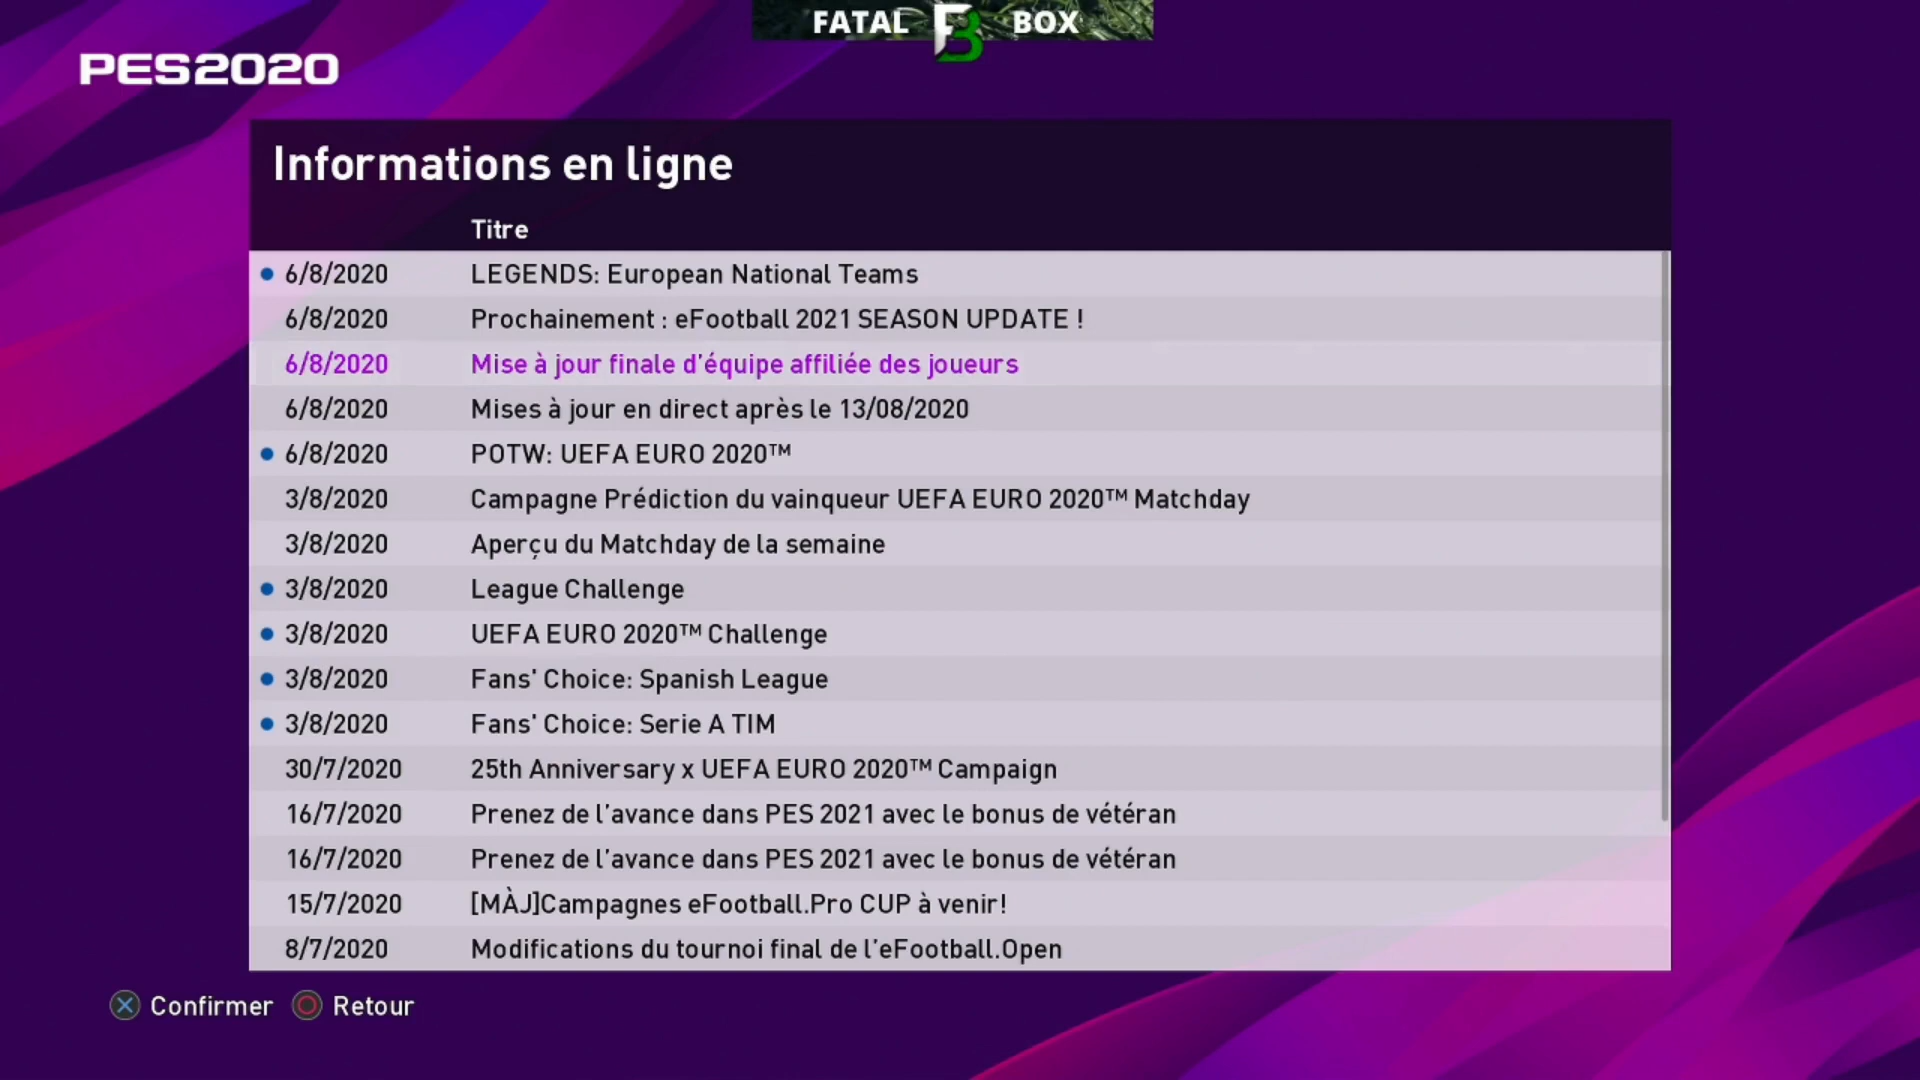 FATAL FB BOX
PES2020
Informations en ligne
Titre
6/8/2020 LEGENDS: European National Teams
6/8/2020 Prochainement : eFootball 2021 SEASON UPDATE !
6/8/2020 Mise à jour finale d’équipe affiliée des joueurs
6/8/2020 Mises à jour en direct après le 13/08/2020
6/8/2020 POTW: UEFA EURO 2020™
3/8/2020 Campagne Prédiction du vainqueur UEFA EURO 2020™ Matchday
3/8/2020 Aperçu du Matchday de la semaine
3/8/2020 League Challenge
3/8/2020 UEFA EURO 2020™ Challenge
3/8/2020 Fans' Choice: Spanish League
3/8/2020 Fans' Choice: Serie A TIM
30/7/2020 25th Anniversary x UEFA EURO 2020™ Campaign
16/7/2020 Prenez de l’avance dans PES 2021 avec le bonus de vétéran
16/7/2020 Prenez de l’avance dans PES 2021 avec le bonus de vétéran
15/7/2020 [MÀJ]Campagnes eFootball.Pro CUP à venir!
8/7/2020 Modifications du tournoi final de l’eFootball.Open
Confirmer Retour